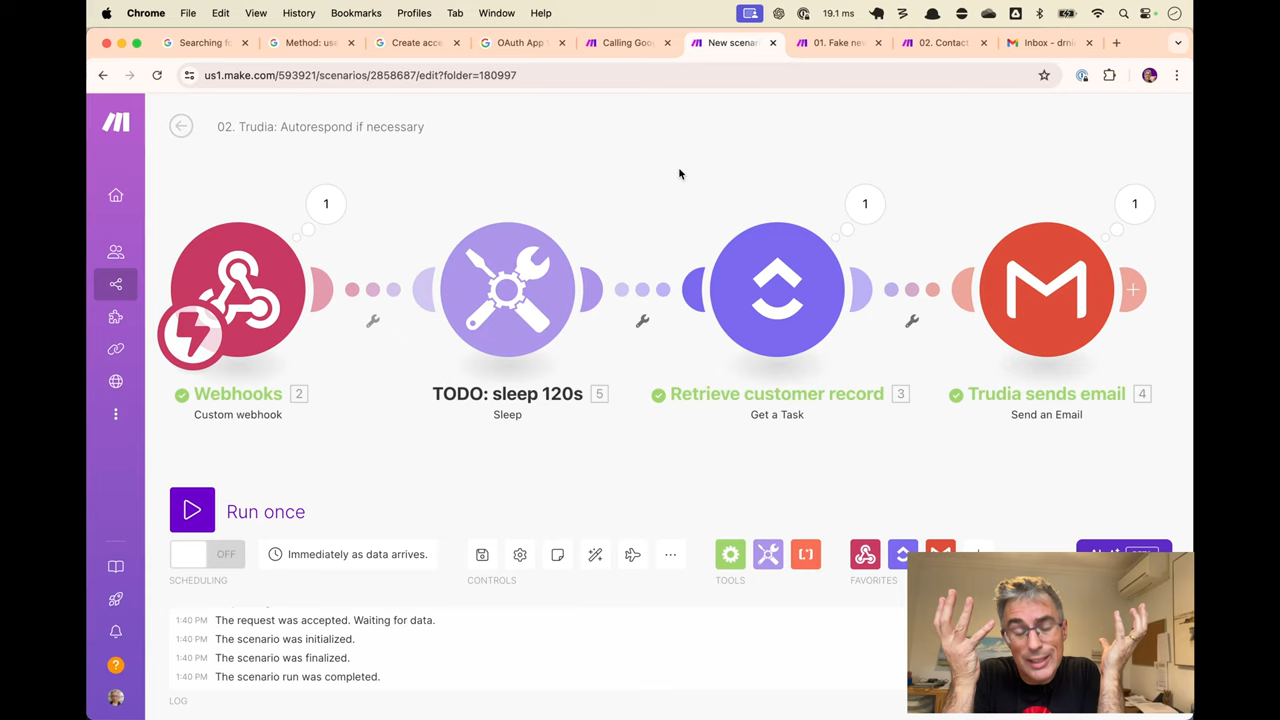 Chrome File Edit View History Bookmarks Profiles Tab Window Help 19.1 ms
Searching fo Method: use Create acce OAuth App V Calling Goog New scenar 01. Fake nev 02. Contact Inbox - drni
us1.make.com/593921/scenarios/2858687/edit?folder=180997
02. Trudia: Autorespond if necessary
1 1 1
Webhooks 2 TODO: sleep 120s 5 Retrieve customer record 3 Trudia sends email 4
Custom webhook Sleep Get a Task Send an Email
Run once
OFF Immediately as data arrives.
SCHEDULING CONTROLS TOOLS FAVORITES
1:40 PM The request was accepted. Waiting for data.
1:40 PM The scenario was initialized.
1:40 PM The scenario was finalized.
1:40 PM The scenario run was completed.
LOG